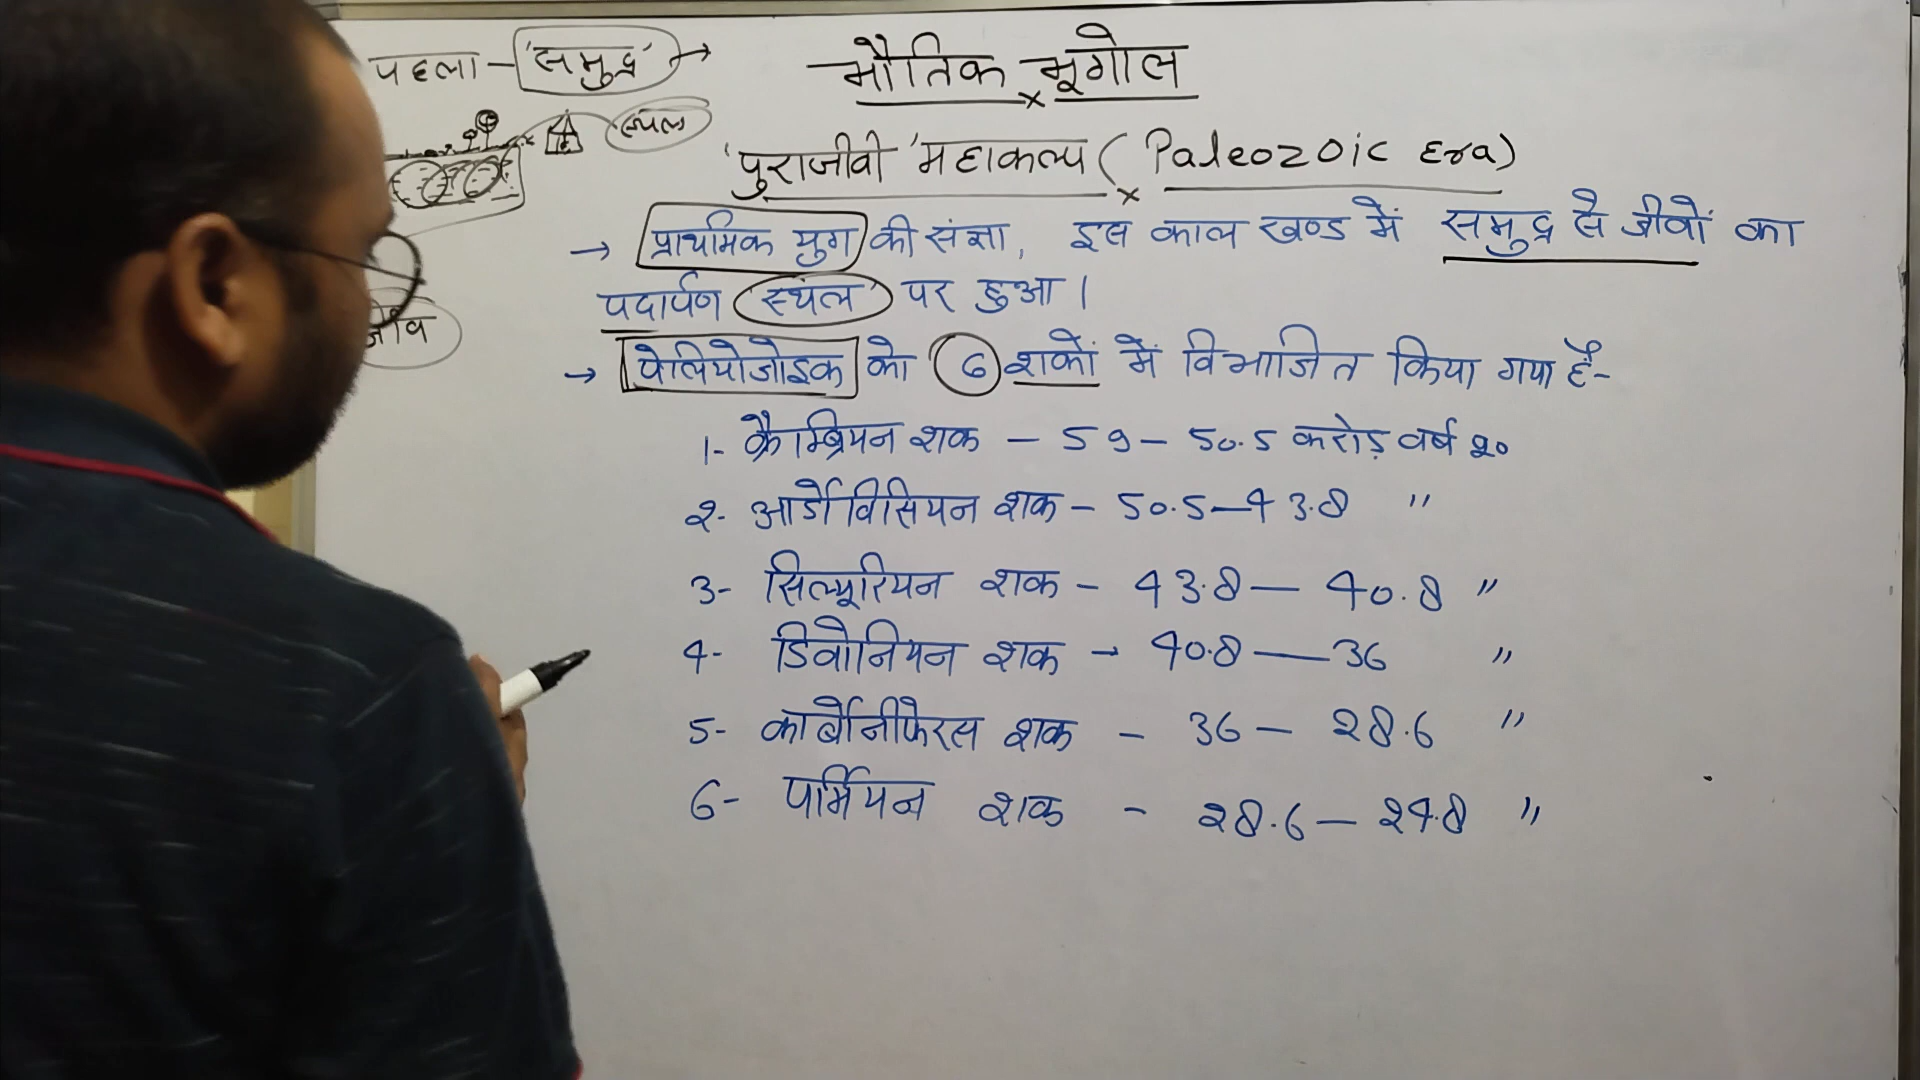 पहला - 'समुद्र' →
स्थल
जीव
भौतिक भूगोल
'पुराजीवी' महाकल्प (Paleozoic Era)
→ प्राथमिक युग की संज्ञा, इस काल खण्ड में समुद्र से जीवों का
पदार्पण स्थल पर हुआ।
→ पेलियोजोइक को 6 शकों में विभाजित किया गया है-
1- कैम्ब्रियन शक - 59 - 50.5 करोड़ वर्ष पू०
2- आर्डोविसियन शक - 50.5 - 43.8 "
3- सिल्यूरियन शक - 43.8 - 40.8 "
4- डिवोनियन शक - 40.8 - 36 "
5- कार्बोनीफेरस शक - 36 - 28.6 "
6- पर्मियन शक - 28.6 - 24.8 "